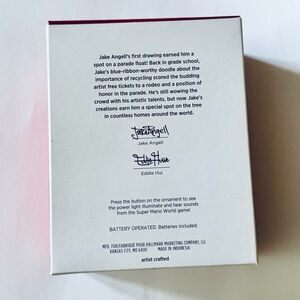 Jake Angell's first drawing earned him a
spot on a parade float! Back in grade school,
Jake's blue-ribbon-worthy doodle about the
importance of recycling scored the budding
artist free tickets to a rodeo and a position of
honor in the parade. He's still wowing the
crowd with his artistic talents, but now Jake's
creations earn him a special spot on the tree
in countless homes around the world.
Jake Angell
Jake Angell
Eddie Hui
Eddie Hui
Press the button on the ornament to see
the power light illuminate and hear sounds
from the Super Mario World game!
BATTERY OPERATED. Batteries included.
MFD. FOR/FABRIQUÉ POUR HALLMARK MARKETING COMPANY, LLC
KANSAS CITY, MO 64141 MADE IN INDONESIA
artist crafted